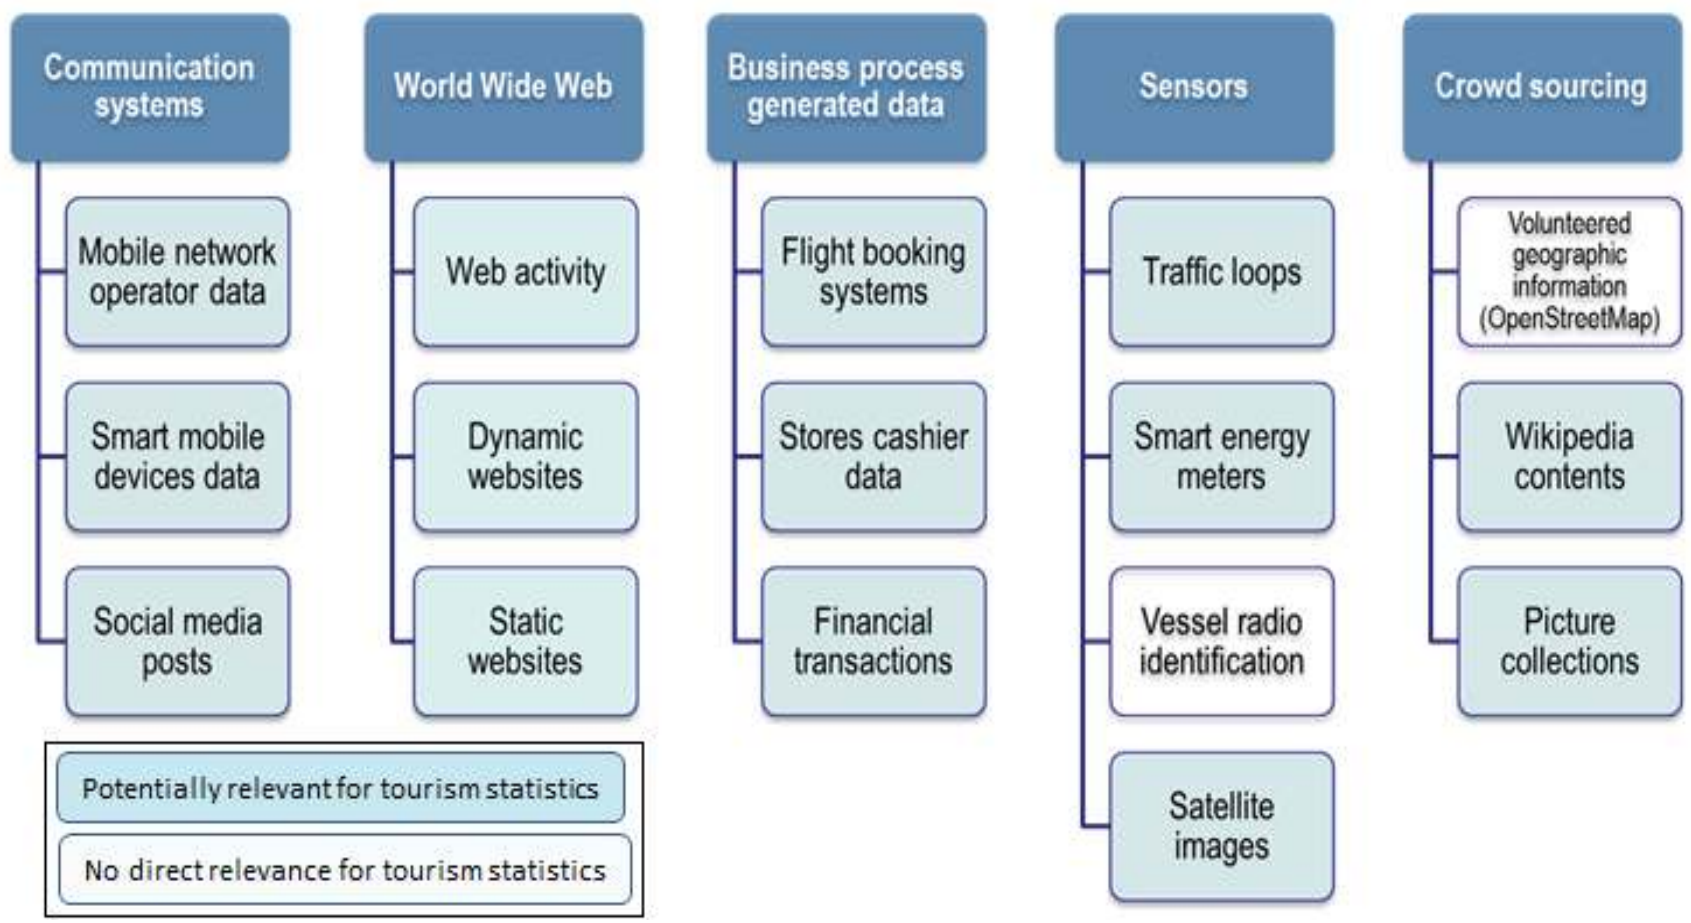 Communication
systems
Mobile network
operator data
Smart mobile
devices data
Social media
posts
World Wide Web
Web activity
Dynamic
websites
Static
websites
Business process
generated data
Flight booking
systems
Stores cashier
data
Financial
transactions
Sensors
Traffic loops
Smart energy
meters
Vessel radio
identification
Satellite
images
Crowd sourcing
Volunteered
geographic
information
(OpenStreetMap)
Wikipedia
contents
Picture
collections
Potentially relevant for tourism statistics
No direct relevance for tourism statistics